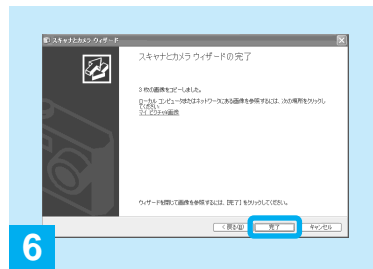 スキャナとカメラ ウィザード
スキャナとカメラ ウィザードの完了
3 枚の画像をコピーしました。
ローカル コンピュータまたはネットワークにある画像を参照するには、次の場所をクリックし
てください。
マイ ピクチャ\画像
ウィザードを閉じて画像を参照するには、[完了] をクリックしてください。
< 戻る(B)
完了
キャンセル
6